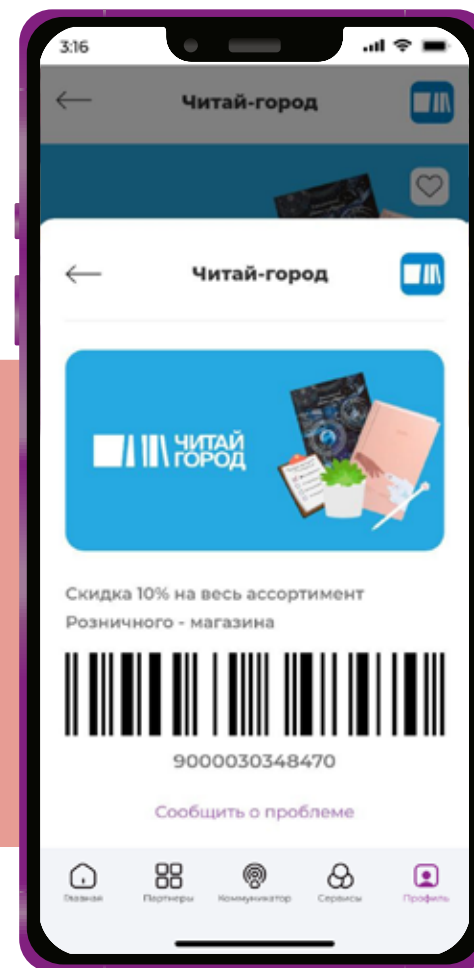 3:16
Читай-город
Читай-город
ЧИТАЙ
ГОРОД
Скидка 10% на весь ассортимент
Розничного - магазина
9000030348470
Сообщить о проблеме
Главная Партнеры Коммуникатор Сервисы Профиль